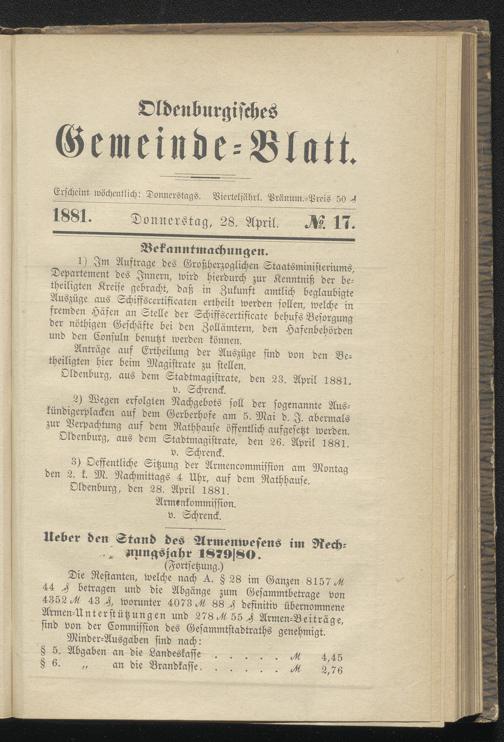 Oldenburgisches
Gemeinde=Blatt.
Erscheint wöchentlich: Donnerstags. Vierteljährl. Pränum.=Preis 50 ₰
1881. Donnerstag, 28. April. № 17.
Bekanntmachungen.
1) Im Auftrage des Großherzoglichen Staatsministeriums,
Departement des Innern, wird hierdurch zur Kenntniß der be=
theiligten Kreise gebracht, daß in Zukunft amtlich beglaubigte
Auszüge aus Schiffscertificaten ertheilt werden sollen, welche in
fremden Häfen an Stelle der Schiffscertificate behufs Besorgung
der nöthigen Geschäfte bei den Zollämtern, den Hafenbehörden
und den Consuln benutzt werden können.
Anträge auf Ertheilung der Auszüge sind von den Be=
theiligten hier beim Magistrate zu stellen.
Oldenburg, aus dem Stadtmagistrate, den 23. April 1881.
v. Schrenck.
2) Wegen erfolgten Nachgebots soll der sogenannte Aus=
kündigerplacken auf dem Gerberhofe am 5. Mai d. J. abermals
zur Verpachtung auf dem Rathhause öffentlich aufgesetzt werden.
Oldenburg, aus dem Stadtmagistrate, den 26. April 1881.
v. Schrenck.
3) Oeffentliche Sitzung der Armencommission am Montag
den 2. k. M. Nachmittags 4 Uhr, auf dem Rathhause.
Oldenburg, den 28. April 1881.
Armenkommission.
v. Schrenck.
Ueber den Stand des Armenwesens im Rech=
nungsjahr 1879|80.
(Fortsetzung.)
Die Restanten, welche nach A. § 28 im Ganzen 8157 ℳ
44 ₰ betragen und die Abgänge zum Gesammtbetrage von
4352 ℳ 43 ₰, worunter 4073 ℳ 88 ₰ definitiv übernommene
Armen=Unterstützungen und 278 ℳ 55 ₰ Armen=Beiträge,
sind von der Commission des Gesammtstadtraths genehmigt.
Minder=Ausgaben sind nach:
§ 5. Abgaben an die Landeskasse . . . . . ℳ 4,45
§ 6. „ an die Brandkasse . . . . . . ℳ 2,76